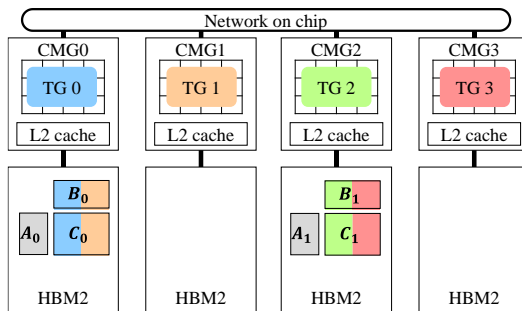 Network on chip
CMG0 CMG1 CMG2 CMG3
TG 0 TG 1 TG 2 TG 3
L2 cache L2 cache L2 cache L2 cache
B₀ B₁
A₀ C₀ A₁ C₁
HBM2 HBM2 HBM2 HBM2